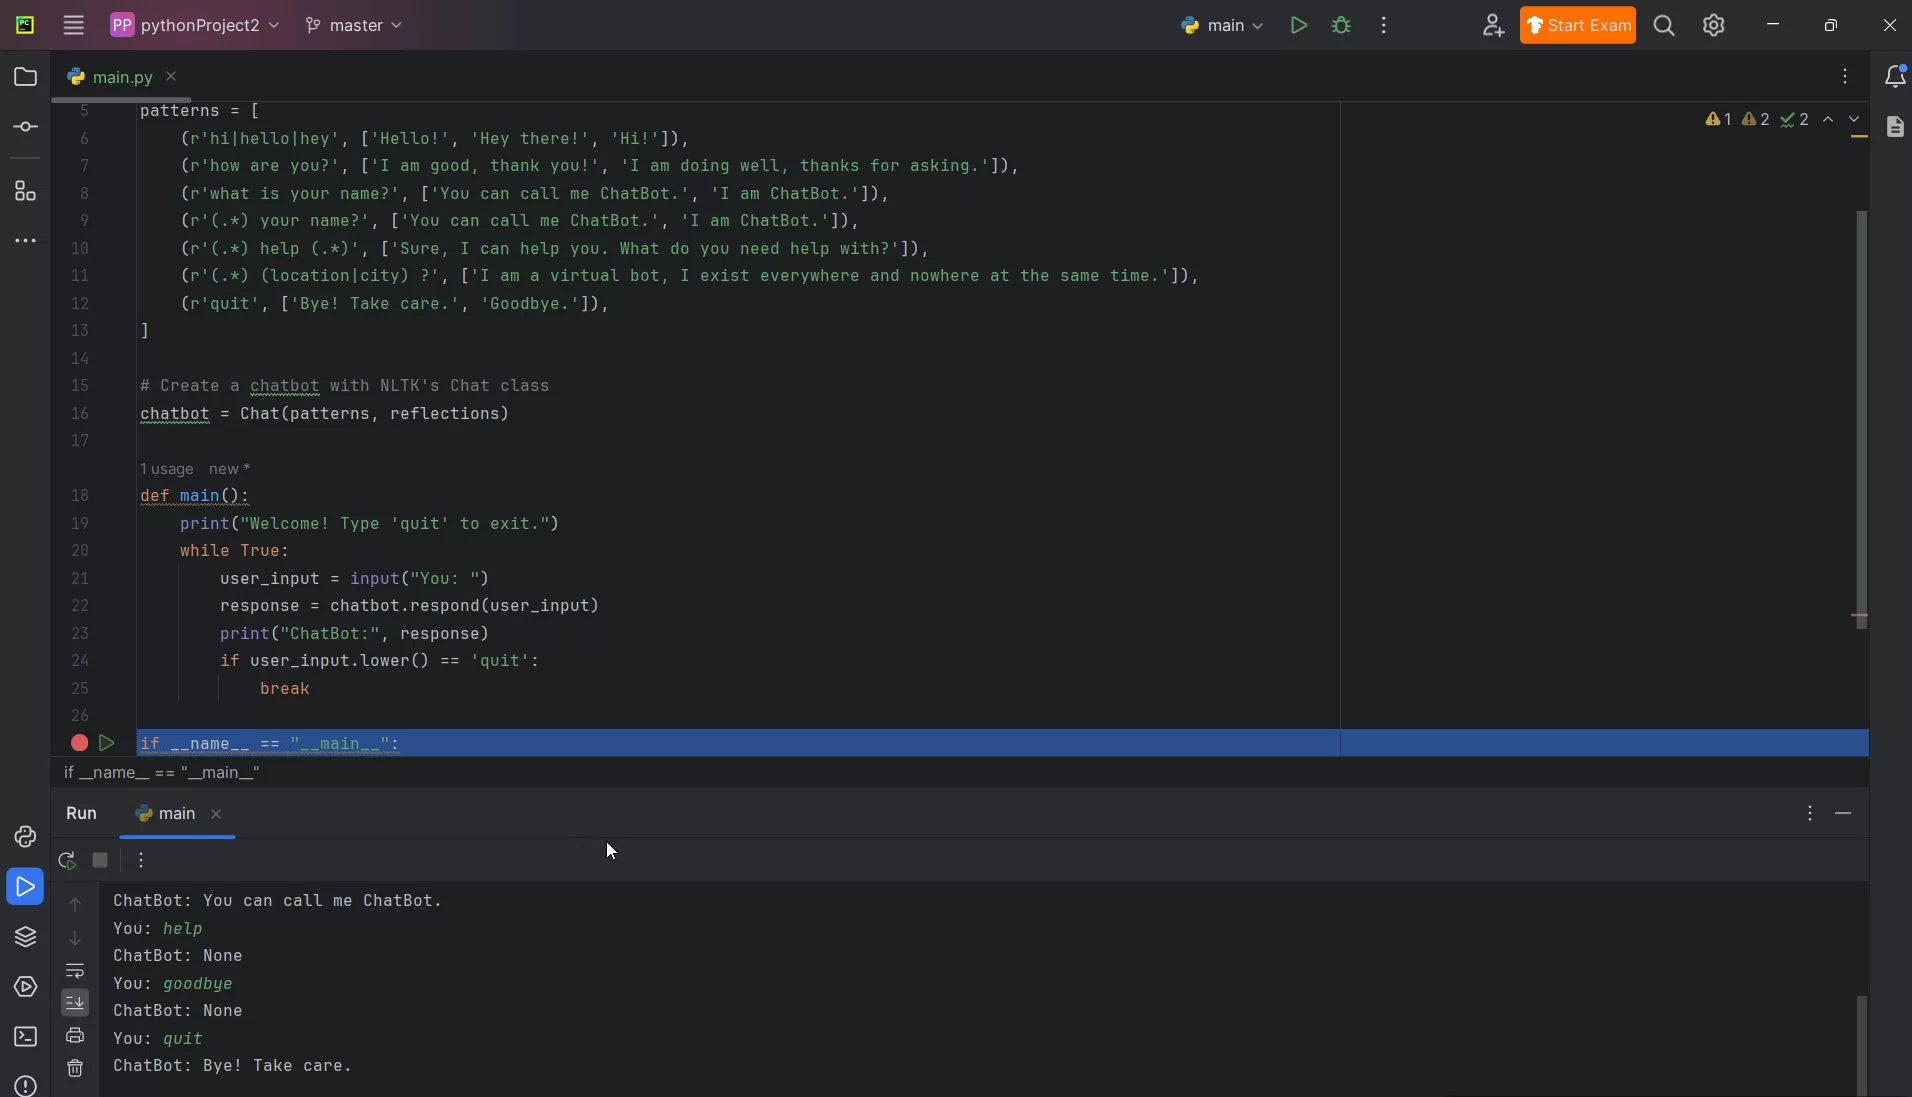 PC
PP pythonProject2 master main Start Exam
main.py
1 2 2
5 patterns = [
6 (r'hi|hello|hey', ['Hello!', 'Hey there!', 'Hi!']),
7 (r'how are you?', ['I am good, thank you!', 'I am doing well, thanks for asking.']),
8 (r'what is your name?', ['You can call me ChatBot.', 'I am ChatBot.']),
9 (r'(.*) your name?', ['You can call me ChatBot.', 'I am ChatBot.']),
10 (r'(.*) help (.*)', ['Sure, I can help you. What do you need help with?']),
11 (r'(.*) (location|city) ?', ['I am a virtual bot, I exist everywhere and nowhere at the same time.']),
12 (r'quit', ['Bye! Take care.', 'Goodbye.']),
13 ]
14
15 # Create a chatbot with NLTK's Chat class
16 chatbot = Chat(patterns, reflections)
17
1 usage new *
18 def main():
19 print("Welcome! Type 'quit' to exit.")
20 while True:
21 user_input = input("You: ")
22 response = chatbot.respond(user_input)
23 print("ChatBot:", response)
24 if user_input.lower() == 'quit':
25 break
26
if __name__ == "__main__":
if __name__ == "__main__"
Run main
ChatBot: You can call me ChatBot.
You: help
ChatBot: None
You: goodbye
ChatBot: None
You: quit
ChatBot: Bye! Take care.